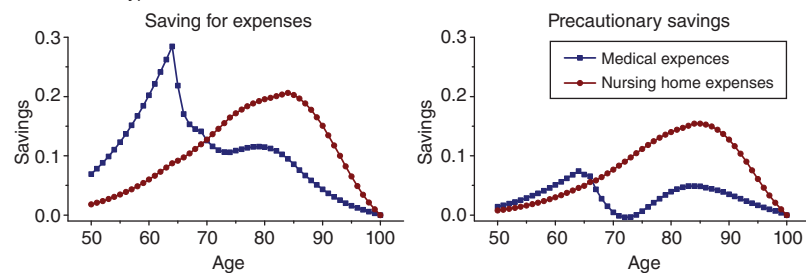 Saving for expenses
0.3
0.2
0.1
0.0
Savings
50 60 70 80 90 100
Age
Precautionary savings
0.3
0.2
0.1
0.0
Savings
Medical expences
Nursing home expenses
50 60 70 80 90 100
Age